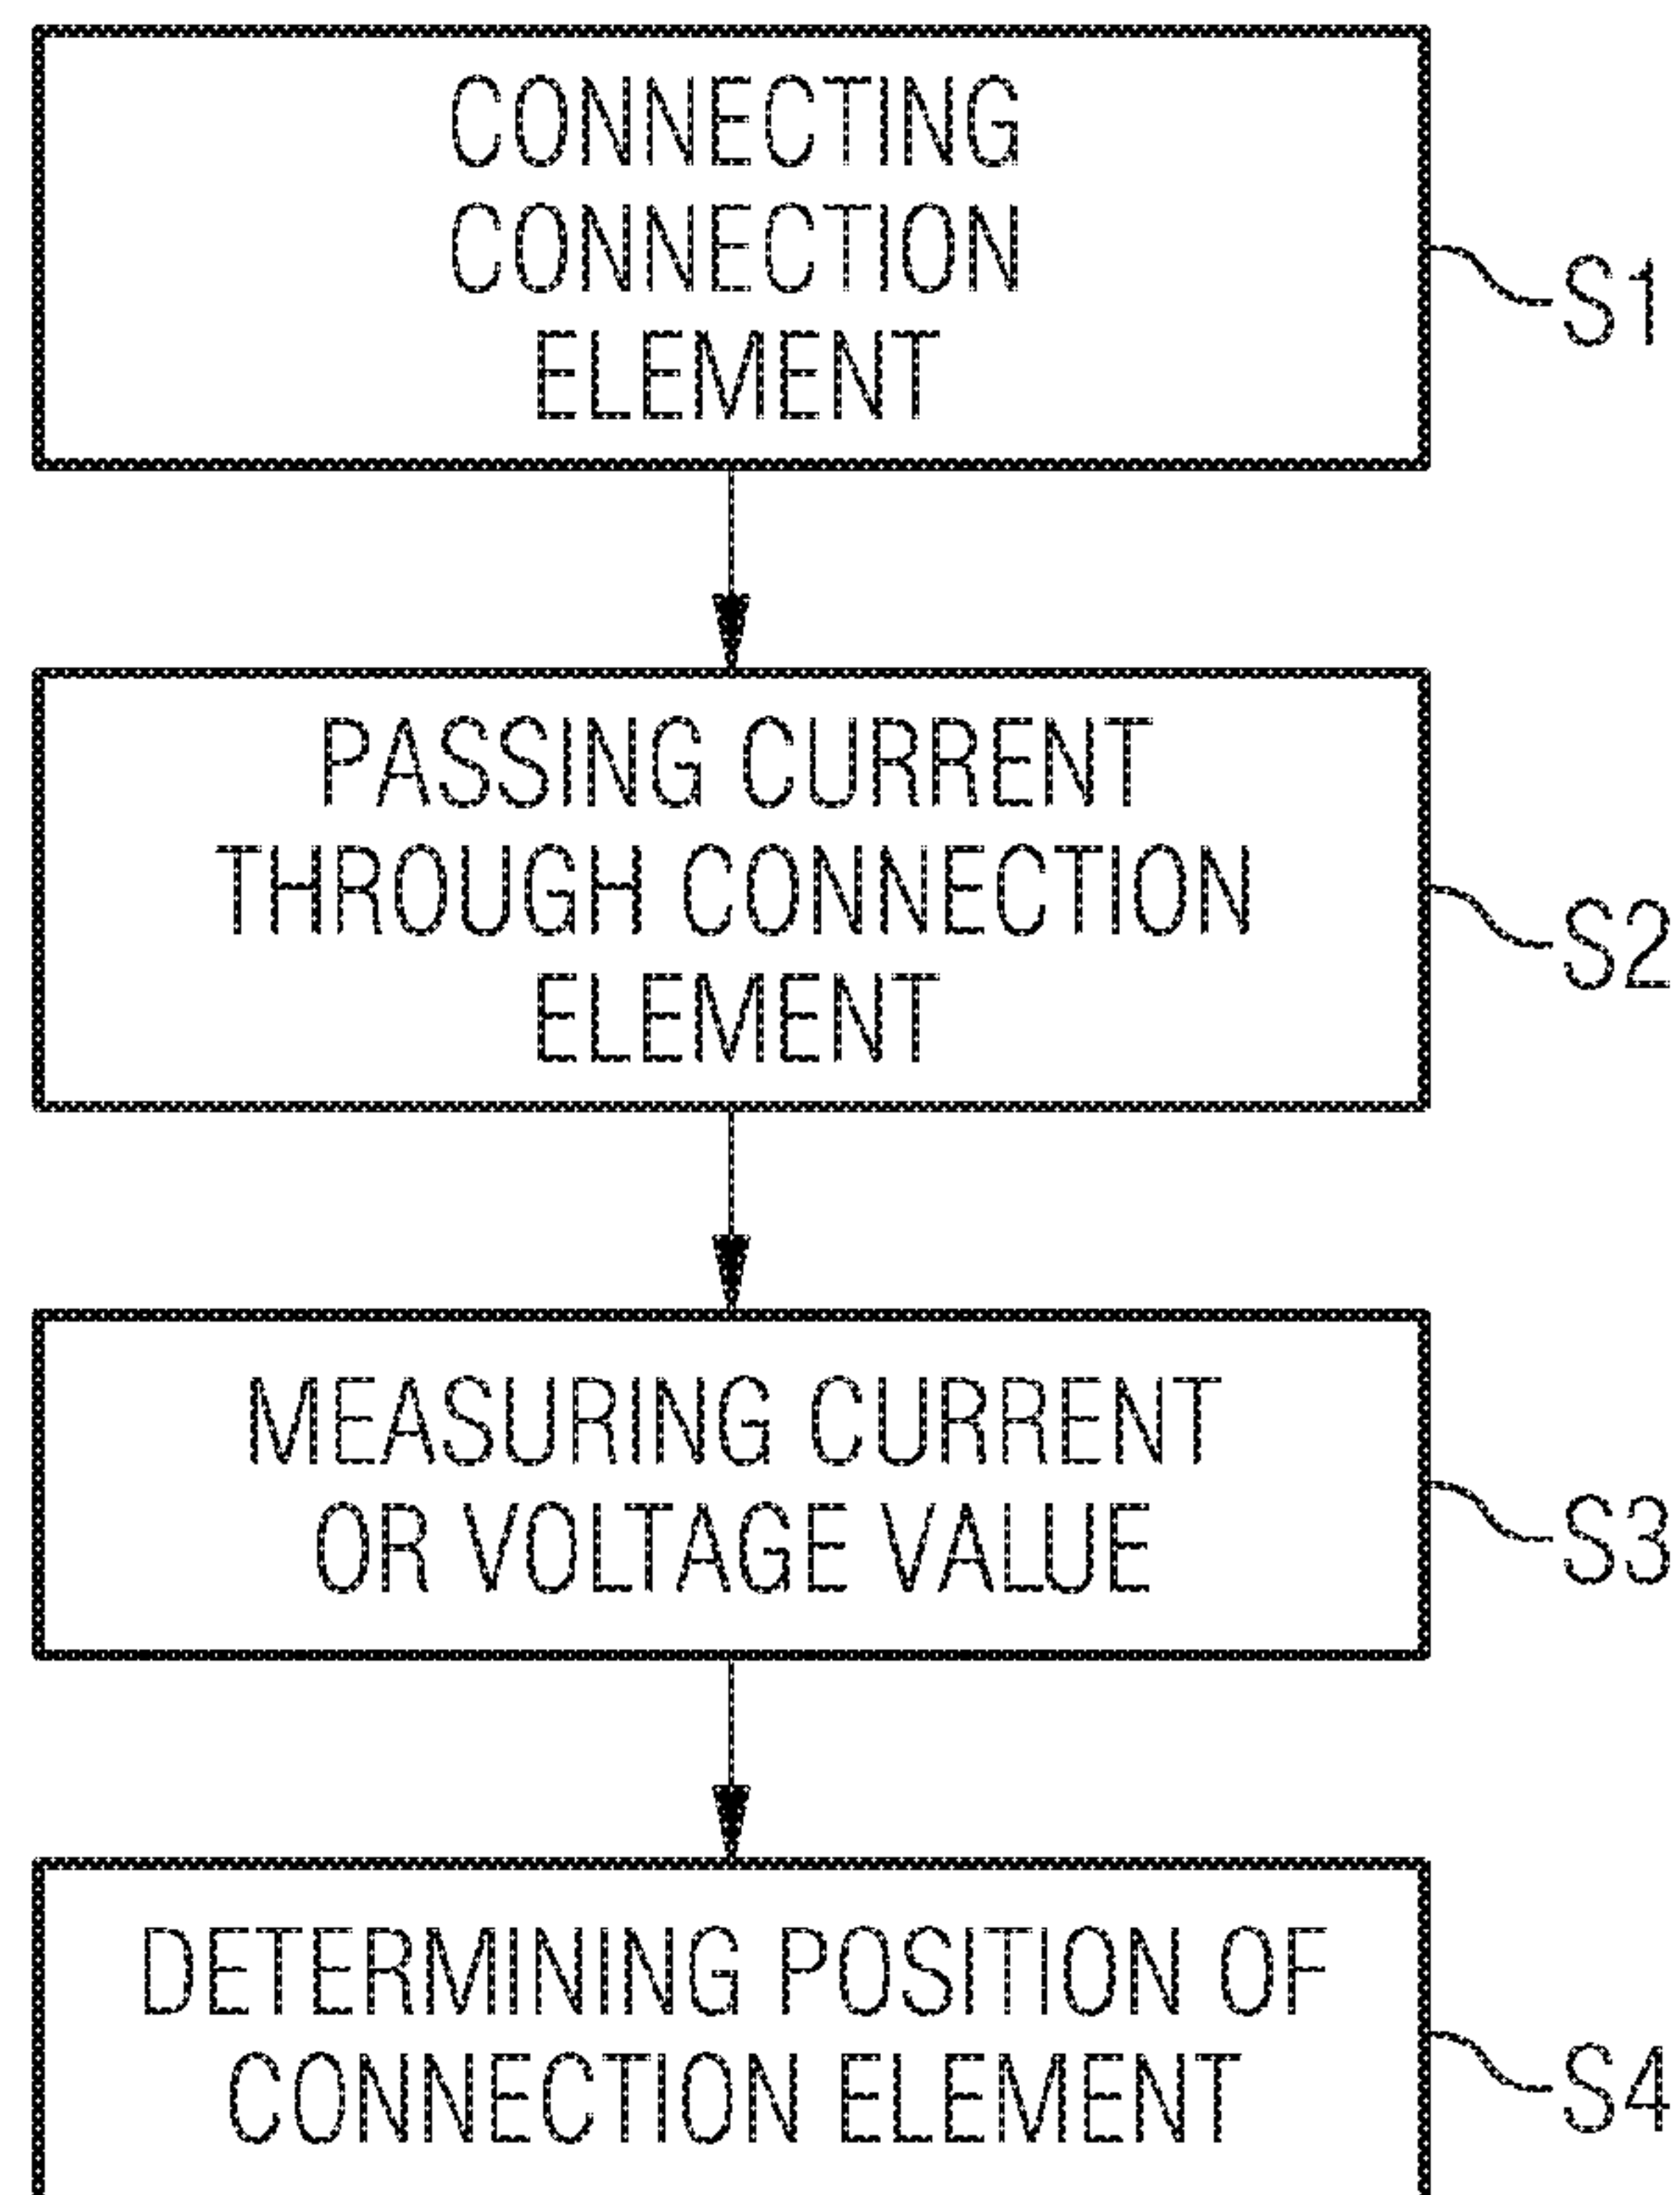 CONNECTING
CONNECTION
ELEMENT
S1
PASSING CURRENT
THROUGH CONNECTION
ELEMENT
S2
MEASURING CURRENT
OR VOLTAGE VALUE
S3
DETERMINING POSITION OF
CONNECTION ELEMENT
S4